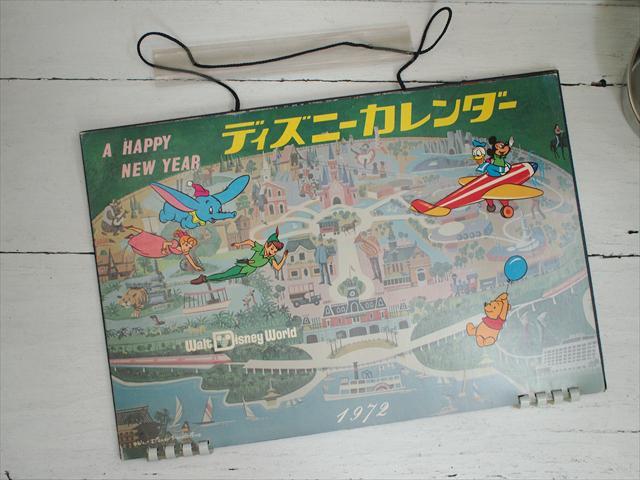 A HAPPY
NEW YEAR
ディズニーカレンダー
Walt Disney World
1972